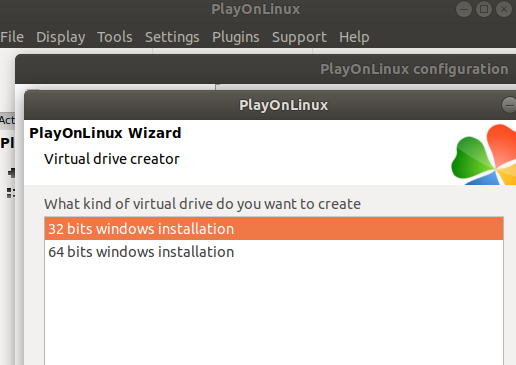 PlayOnLinux
File Display Tools Settings Plugins Support Help
PlayOnLinux configuration
PlayOnLinux
Act
Pl
PlayOnLinux Wizard
Virtual drive creator
What kind of virtual drive do you want to create
32 bits windows installation
64 bits windows installation